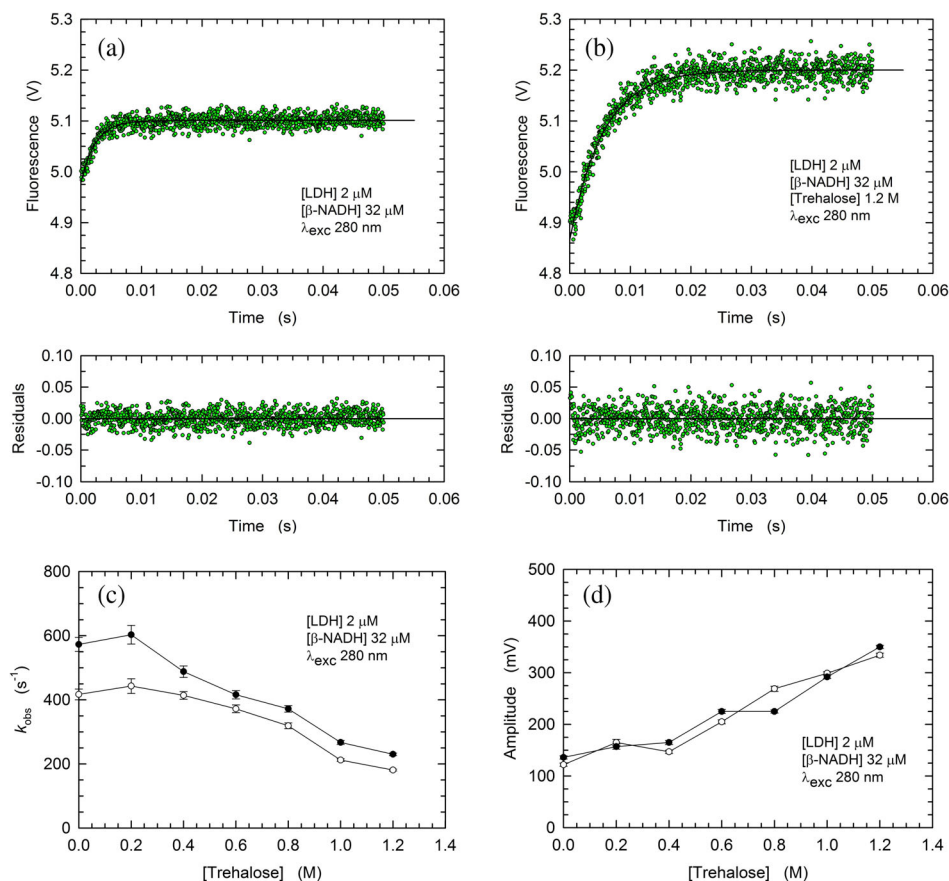 (a)
5.3
5.2
5.1
5.0
4.9
4.8
Fluorescence (V)
[LDH] 2 μM
[β-NADH] 32 μM
λexc 280 nm
0.00 0.01 0.02 0.03 0.04 0.05 0.06
Time (s)
(b)
5.3
5.2
5.1
5.0
4.9
4.8
Fluorescence (V)
[LDH] 2 μM
[β-NADH] 32 μM
[Trehalose] 1.2 M
λexc 280 nm
0.00 0.01 0.02 0.03 0.04 0.05 0.06
Time (s)
0.10
0.05
0.00
-0.05
-0.10
Residuals
0.00 0.01 0.02 0.03 0.04 0.05 0.06
Time (s)
0.10
0.05
0.00
-0.05
-0.10
Residuals
0.00 0.01 0.02 0.03 0.04 0.05 0.06
Time (s)
(c)
800
600
400
200
0
kobs (s-1)
[LDH] 2 μM
[β-NADH] 32 μM
λexc 280 nm
0.0 0.2 0.4 0.6 0.8 1.0 1.2 1.4
[Trehalose] (M)
(d)
500
400
300
200
100
0
Amplitude (mV)
[LDH] 2 μM
[β-NADH] 32 μM
λexc 280 nm
0.0 0.2 0.4 0.6 0.8 1.0 1.2 1.4
[Trehalose] (M)